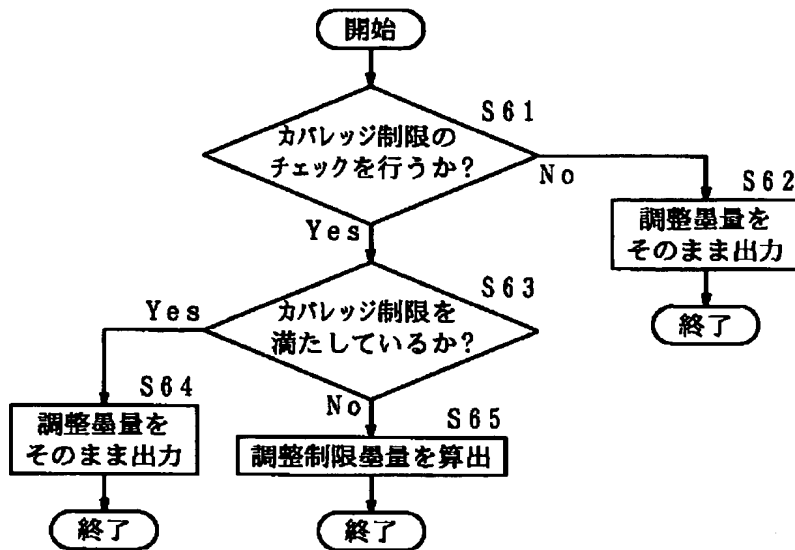 開始
S61
カバレッジ制限の
チェックを行うか?
No
S62
調整墨量を
そのまま出力
終了
Yes
S63
カバレッジ制限を
満たしているか?
Yes
S64
調整墨量を
そのまま出力
終了
No
S65
調整制限墨量を算出
終了